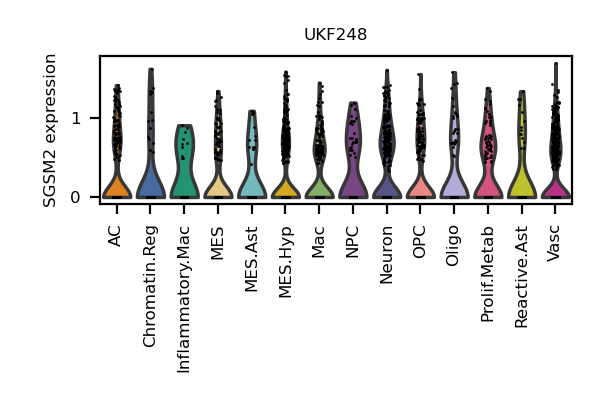 UKF248
SGSM2 expression
1
0
AC
Chromatin.Reg
Inflammatory.Mac
MES
MES.Ast
MES.Hyp
Mac
NPC
Neuron
OPC
Oligo
Prolif.Metab
Reactive.Ast
Vasc